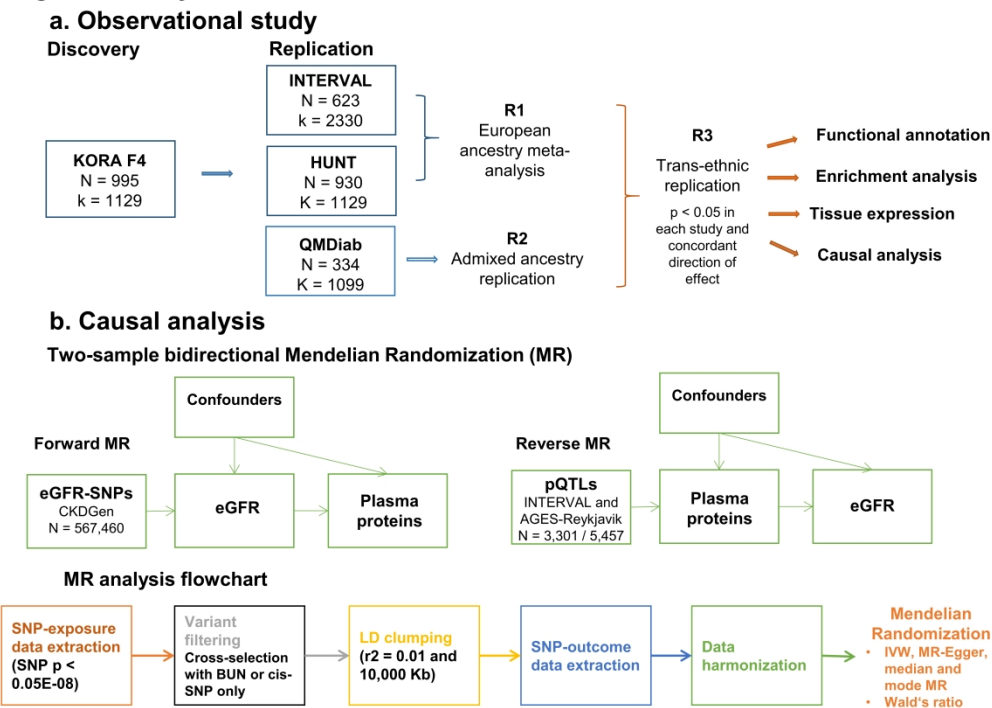 a. Observational study
Discovery
Replication
KORA F4
N = 995
k = 1129
INTERVAL
N = 623
k = 2330
HUNT
N = 930
K = 1129
QMDiab
N = 334
K = 1099
R1
European
ancestry meta-
analysis
R2
Admixed ancestry
replication
R3
Trans-ethnic
replication
p < 0.05 in
each study and
concordant
direction of
effect
Functional annotation
Enrichment analysis
Tissue expression
Causal analysis
b. Causal analysis
Two-sample bidirectional Mendelian Randomization (MR)
Forward MR
Confounders
eGFR-SNPs
CKDGen
N = 567,460
eGFR
Plasma
proteins
Reverse MR
Confounders
pQTLs
INTERVAL and
AGES-Reykjavik
N = 3,301 / 5,457
Plasma
proteins
eGFR
MR analysis flowchart
SNP-exposure
data extraction
(SNP p <
0.05E-08)
Variant
filtering
Cross-selection
with BUN or cis-
SNP only
LD clumping
(r2 = 0.01 and
10,000 Kb)
SNP-outcome
data extraction
Data
harmonization
Mendelian
Randomization
• IVW, MR-Egger,
median and
mode MR
• Wald's ratio